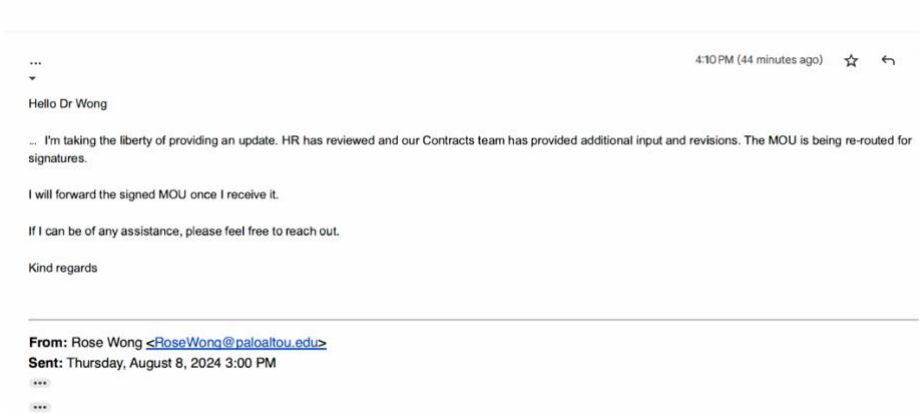 ...
4:10 PM (44 minutes ago)
Hello Dr Wong
... I'm taking the liberty of providing an update. HR has reviewed and our Contracts team has provided additional input and revisions. The MOU is being re-routed for
signatures.
I will forward the signed MOU once I receive it.
If I can be of any assistance, please feel free to reach out.
Kind regards
From: Rose Wong <RoseWong@paloaltou.edu>
Sent: Thursday, August 8, 2024 3:00 PM
...
...